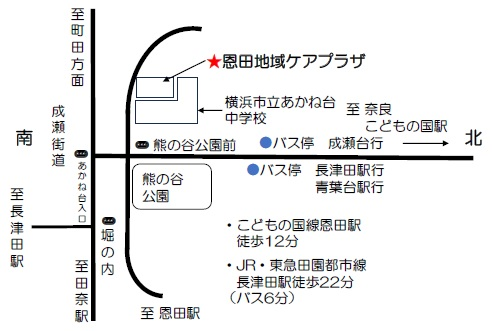 至町田方面
★恩田地域ケアプラザ
横浜市立あかね台
中学校
至 奈良
こどもの国駅
成瀬街道
南
北
熊の谷公園前
バス停 成瀬台行
バス停 長津田駅行
青葉台駅行
あかね台入口
熊の谷
公園
至長津田駅
堀の内
・こどもの国線恩田駅
徒歩12分
・JR・東急田園都市線
長津田駅徒歩22分
（バス6分）
至田奈駅
至 恩田駅